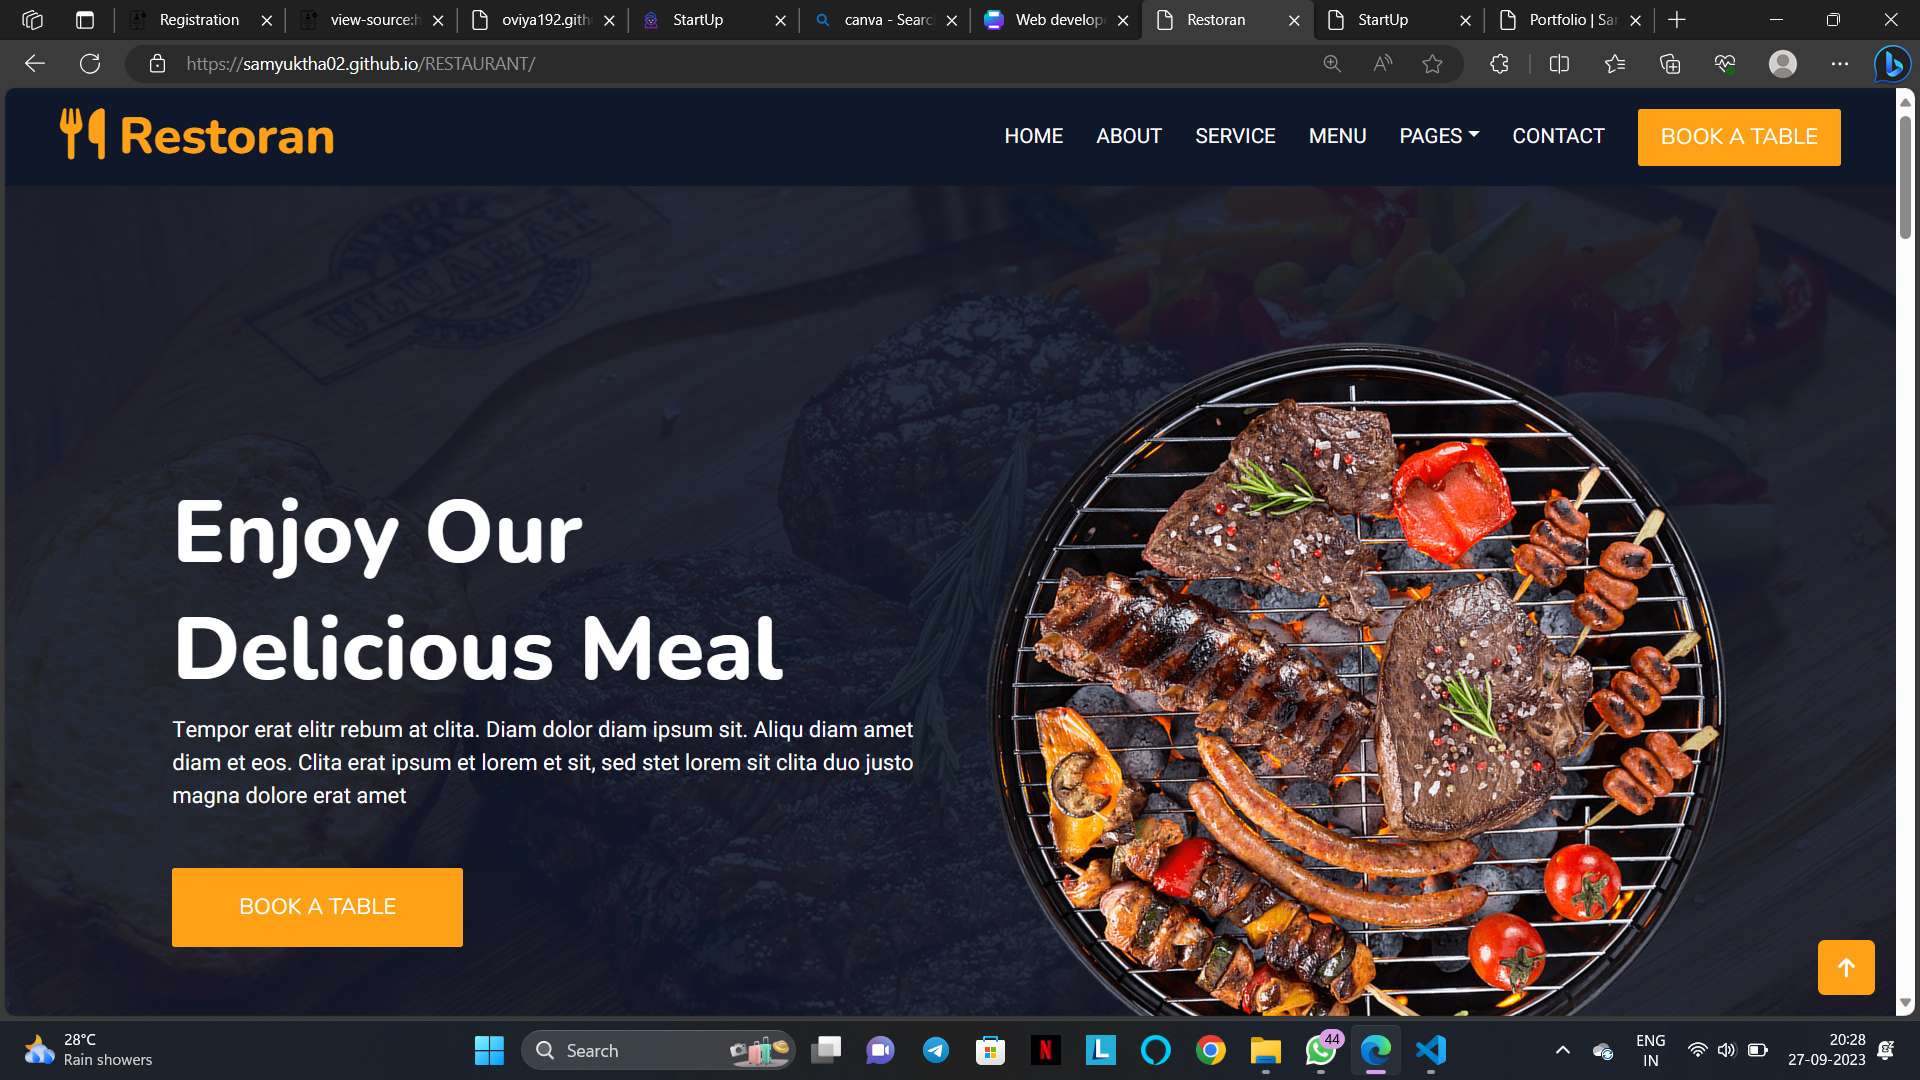 Registration
view-source:h
oviya192.gith
StartUp
canva - Searc
Web develop
Restoran
StartUp
Portfolio | Sar
https://samyuktha02.github.io/RESTAURANT/
Restoran
HOME ABOUT SERVICE MENU PAGES CONTACT BOOK A TABLE
Enjoy Our
Delicious Meal
Tempor erat elitr rebum at clita. Diam dolor diam ipsum sit. Aliqu diam amet
diam et eos. Clita erat ipsum et lorem et sit, sed stet lorem sit clita duo justo
magna dolore erat amet
BOOK A TABLE
28°C
Rain showers
Search
44
ENG
IN
20:28
27-09-2023